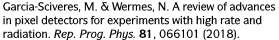 Garcia-Sciveres, M. & Wermes, N. A review of advances
in pixel detectors for experiments with high rate and
radiation. Rep. Prog. Phys. 81, 066101 (2018).